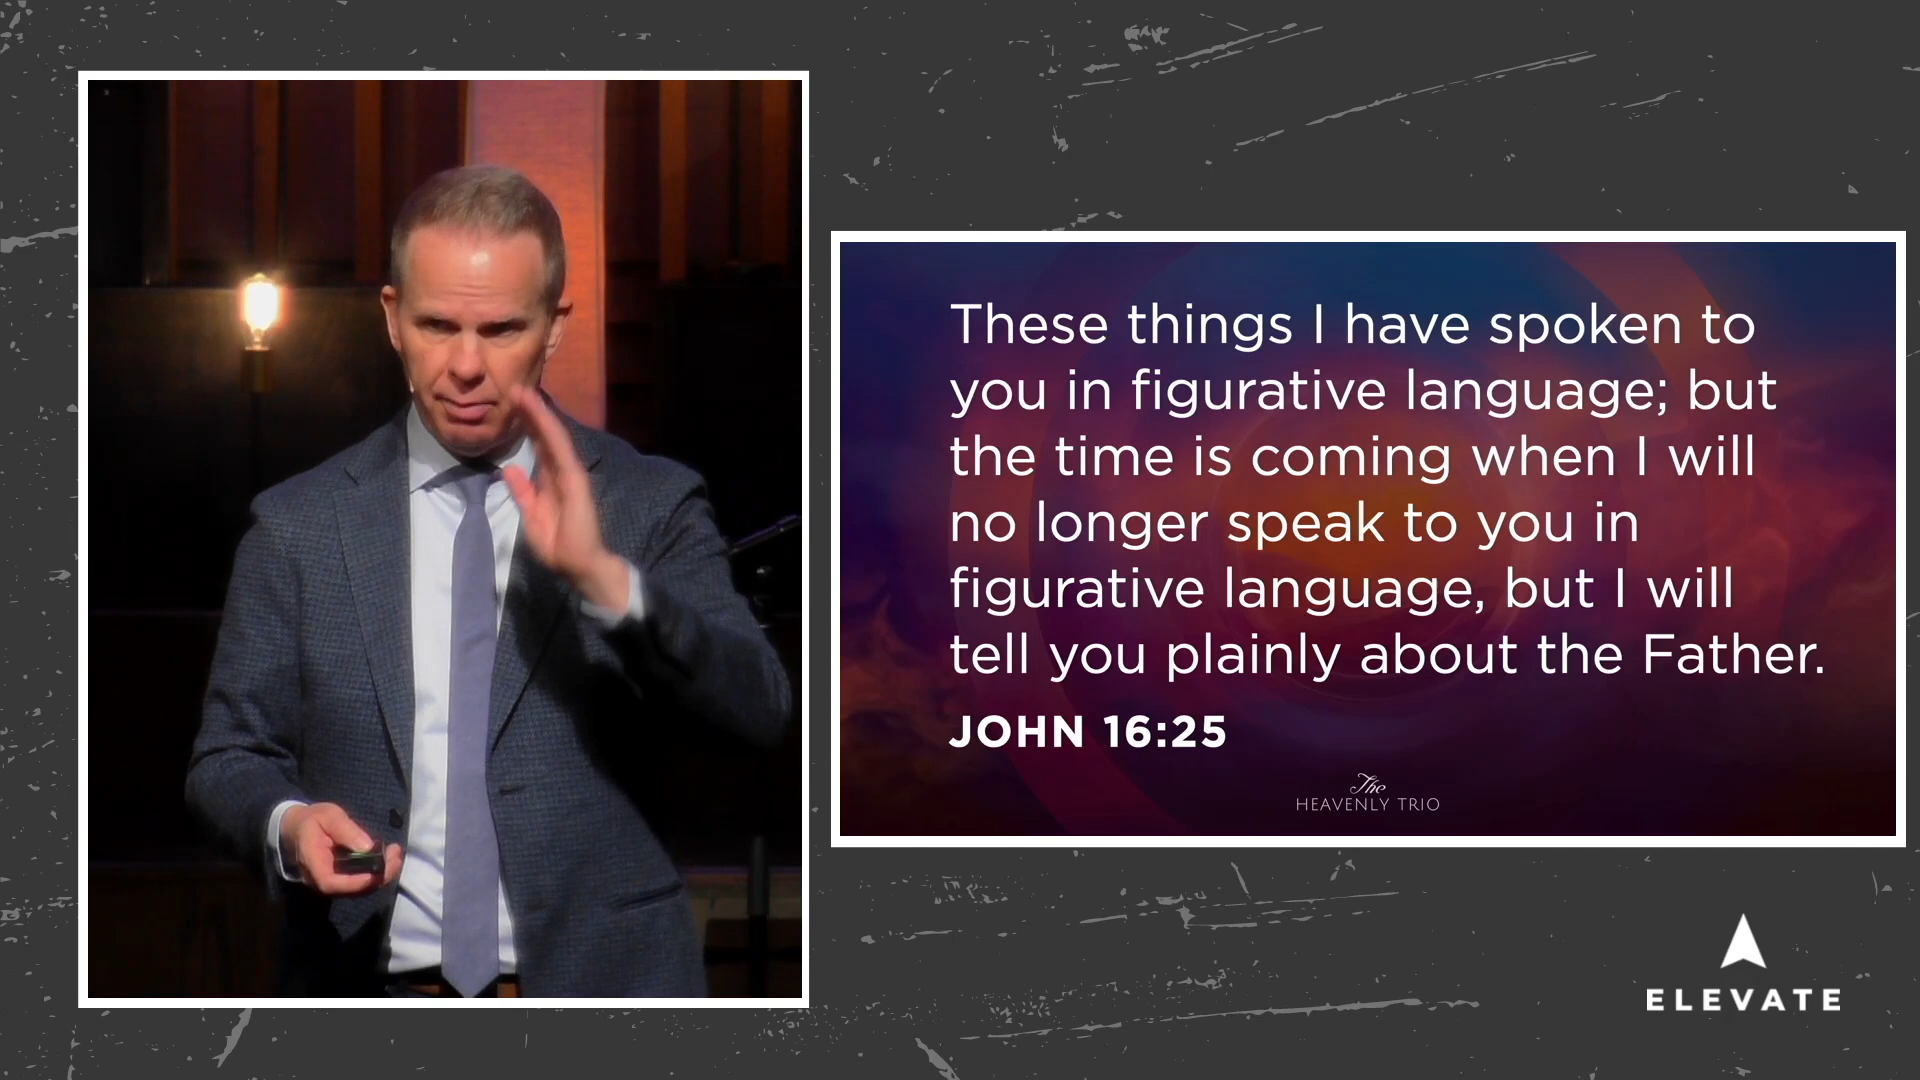 These things I have spoken to
you in figurative language; but
the time is coming when I will
no longer speak to you in
figurative language, but I will
tell you plainly about the Father.
JOHN 16:25
The
HEAVENLY TRIO
ELEVATE